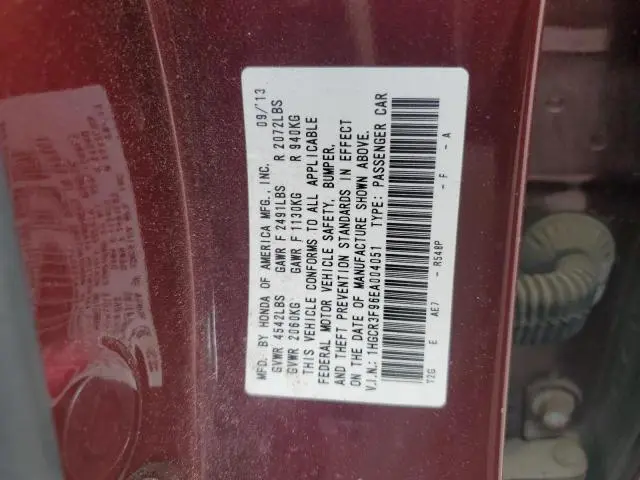 MFD. BY HONDA OF AMERICA MFG., INC. 09/'13
GVWR 4542LBS GAWR F 2491LBS R 2072LBS
GVWR 2060KG GAWR F 1130KG R 940KG
THIS VEHICLE CONFORMS TO ALL APPLICABLE
FEDERAL MOTOR VEHICLE SAFETY, BUMPER,
AND THEFT PREVENTION STANDARDS IN EFFECT
ON THE DATE OF MANUFACTURE SHOWN ABOVE.
V.I.N.: 1HGCR3F96EA004051 TYPE: PASSENGER CAR
T2G E AE7 - R548P - F - A